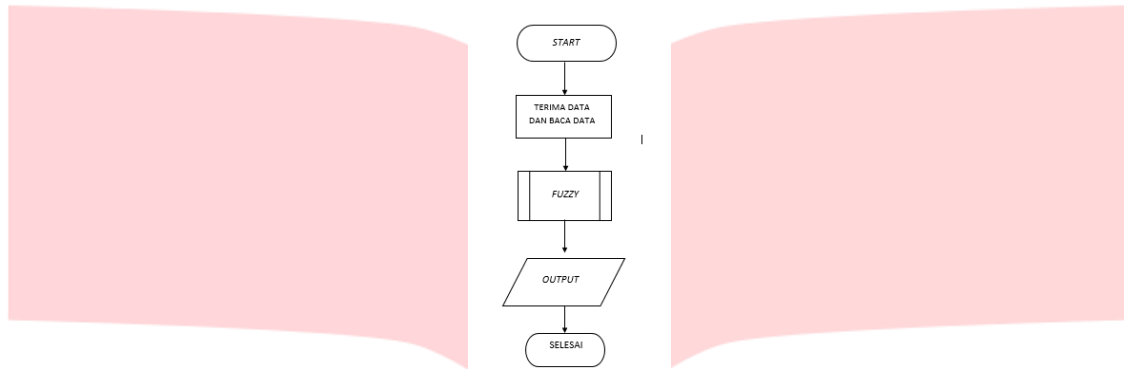 START
TERIMA DATA
DAN BACA DATA
FUZZY
OUTPUT
SELESAI